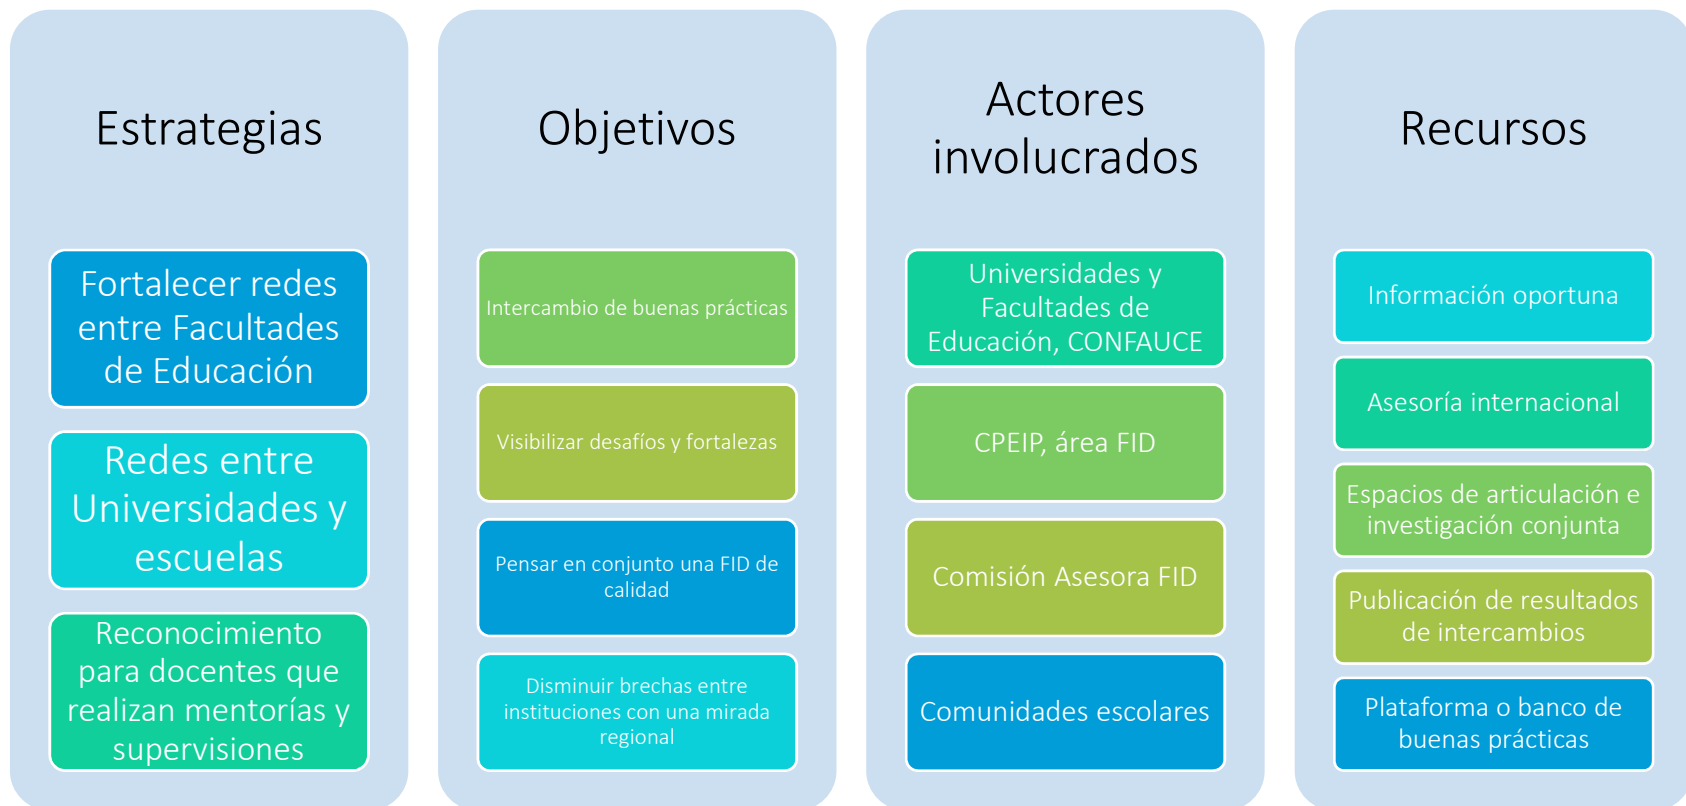 Estrategias
Fortalecer redes
entre Facultades
de Educación
Redes entre
Universidades y
escuelas
Reconocimiento
para docentes que
realizan mentorías y
supervisiones
Objetivos
Intercambio de buenas prácticas
Visibilizar desafíos y fortalezas
Pensar en conjunto una FID de
calidad
Disminuir brechas entre
instituciones con una mirada
regional
Actores
involucrados
Universidades y
Facultades de
Educación, CONFAUCE
CPEIP, área FID
Comisión Asesora FID
Comunidades escolares
Recursos
Información oportuna
Asesoría internacional
Espacios de articulación e
investigación conjunta
Publicación de resultados
de intercambios
Plataforma o banco de
buenas prácticas